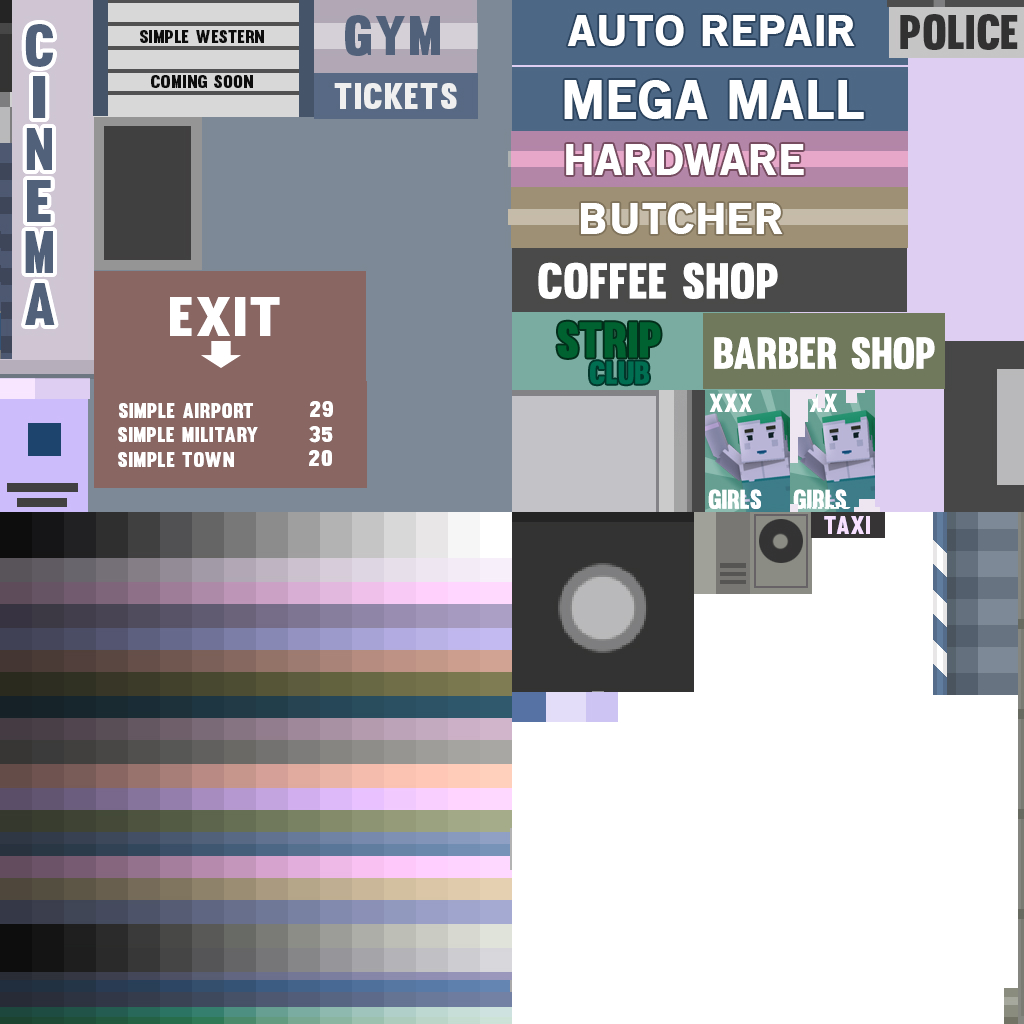 CINEMA
SIMPLE WESTERN
COMING SOON
GYM
TICKETS
EXIT
SIMPLE AIRPORT 29
SIMPLE MILITARY 35
SIMPLE TOWN 20
AUTO REPAIR
POLICE
MEGA MALL
HARDWARE
BUTCHER
COFFEE SHOP
STRIP
CLUB
BARBER SHOP
XXX
GIRLS
XX
GIRLS
TAXI